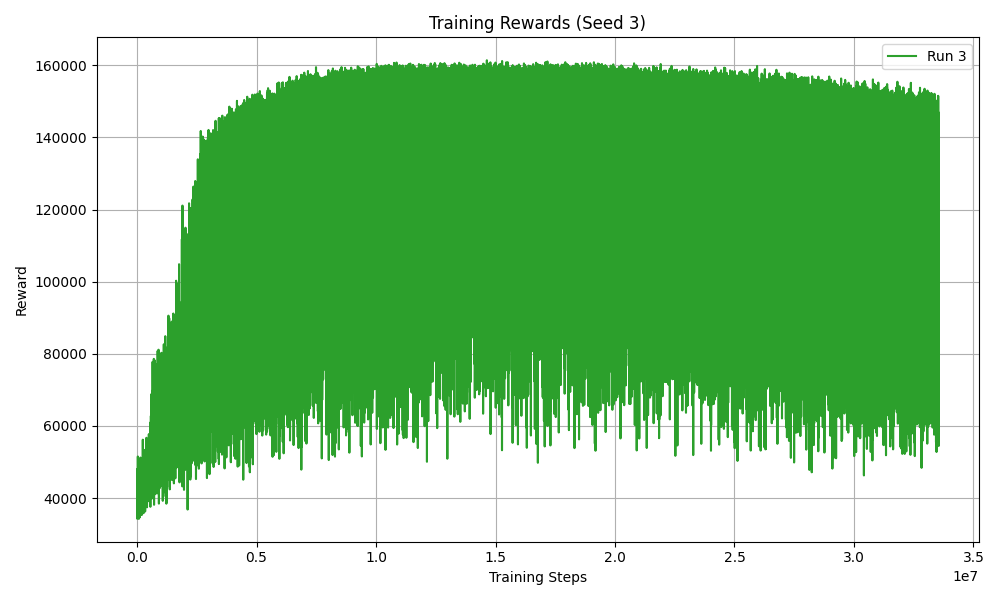 Training Rewards (Seed 3)
Run 3
160000
140000
120000
100000
80000
60000
40000
Reward
0.0 0.5 1.0 1.5 2.0 2.5 3.0 3.5
1e7
Training Steps